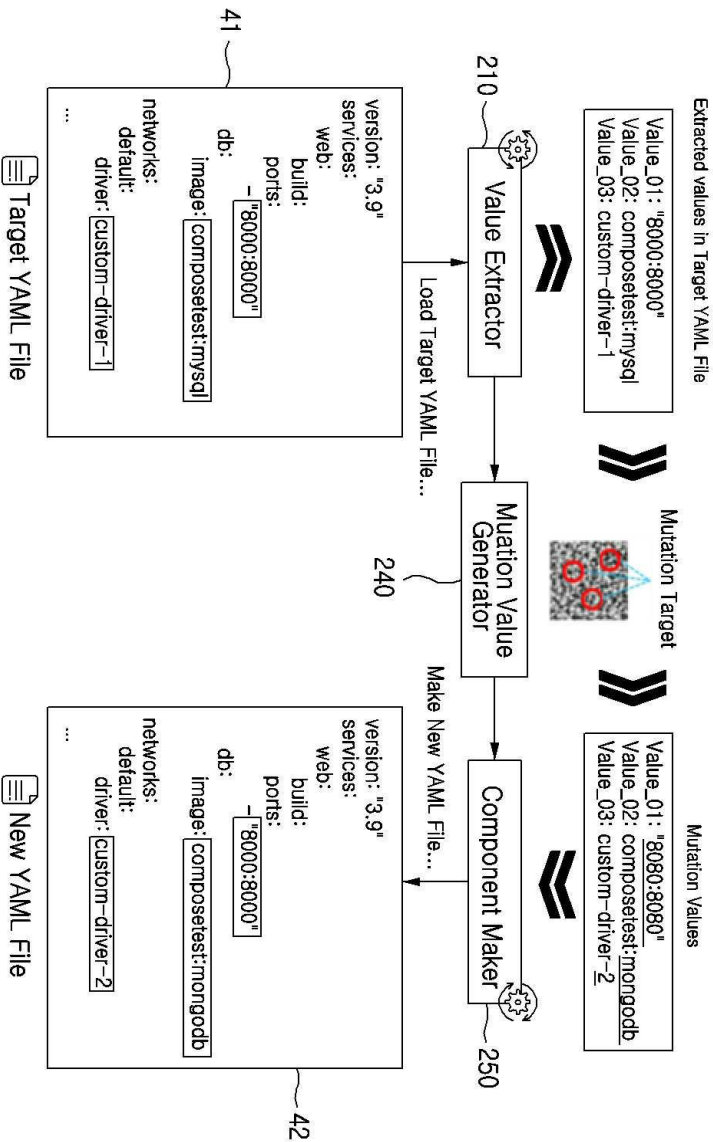 Extracted values in Target YAML File
Value_01: "8000:8000"
Value_02: composetest:mysql
Value_03: custom-driver-1
Mutation Target
Mutation Values
Value_01: "8080:8080"
Value_02: composetest:mongodb
Value_03: custom-driver-2
210
Value Extractor
Muation Value
Generator
240
Component Maker
250
Load Target YAML File...
Make New YAML File...
41
version: "3.9"
services:
web:
build:
ports:
- "8000:8000"
db:
image: composetest:mysql
networks:
default:
driver: custom-driver-1
...
Target YAML File
version: "3.9"
services:
web:
build:
ports:
- "8000:8000"
db:
image: composetest:mongodb
networks:
default:
driver: custom-driver-2
...
42
New YAML File